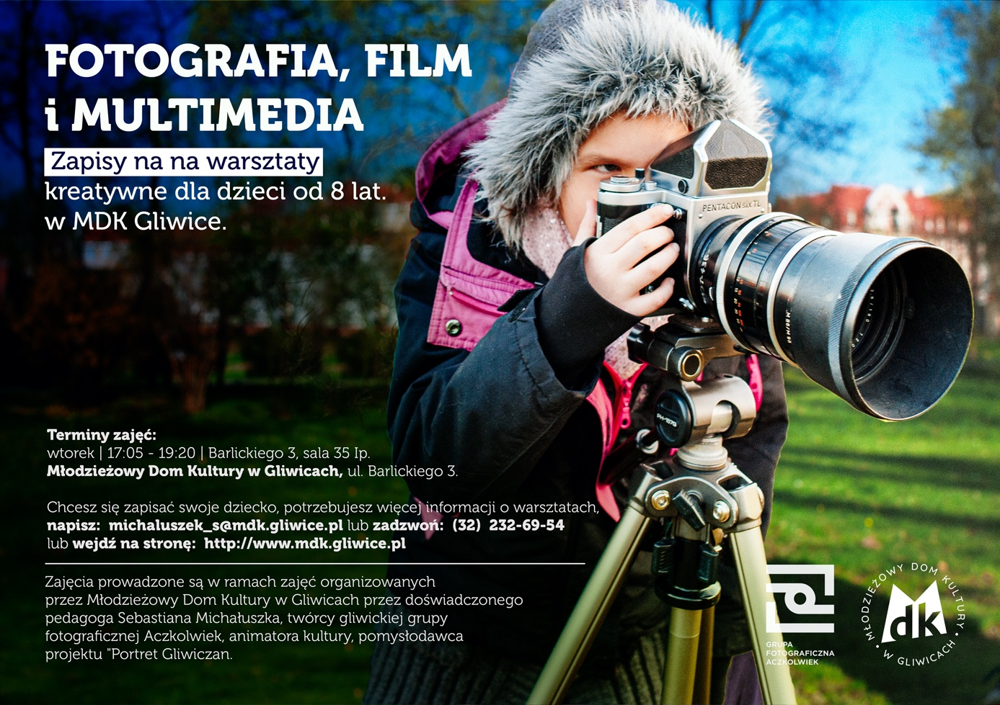 FOTOGRAFIA, FILM
i MULTIMEDIA
Zapisy na na warsztaty
kreatywne dla dzieci od 8 lat.
w MDK Gliwice.
PENTACON six TL
PH-157Q
Terminy zajęć:
wtorek | 17:05 - 19:20 | Barlickiego 3, sala 35 Ip.
Młodzieżowy Dom Kultury w Gliwicach, ul. Barlickiego 3.
Chcesz się zapisać swoje dziecko, potrzebujesz więcej informacji o warsztatach,
napisz: michaluszek_s@mdk.gliwice.pl lub zadzwoń: (32) 232-69-54
lub wejdź na stronę: http://www.mdk.gliwice.pl
Zajęcia prowadzone są w ramach zajęć organizowanych
przez Młodzieżowy Dom Kultury w Gliwicach przez doświadczonego
pedagoga Sebastiana Michałuszka, twórcy gliwickiej grupy
fotograficznej Aczkolwiek, animatora kultury, pomysłodawca
projektu "Portret Gliwiczan.
GRUPA
FOTOGRAFICZNA
ACZKOLWIEK
MŁODZIEŻOWY DOM KULTURY
Mdk
W GLIWICACH